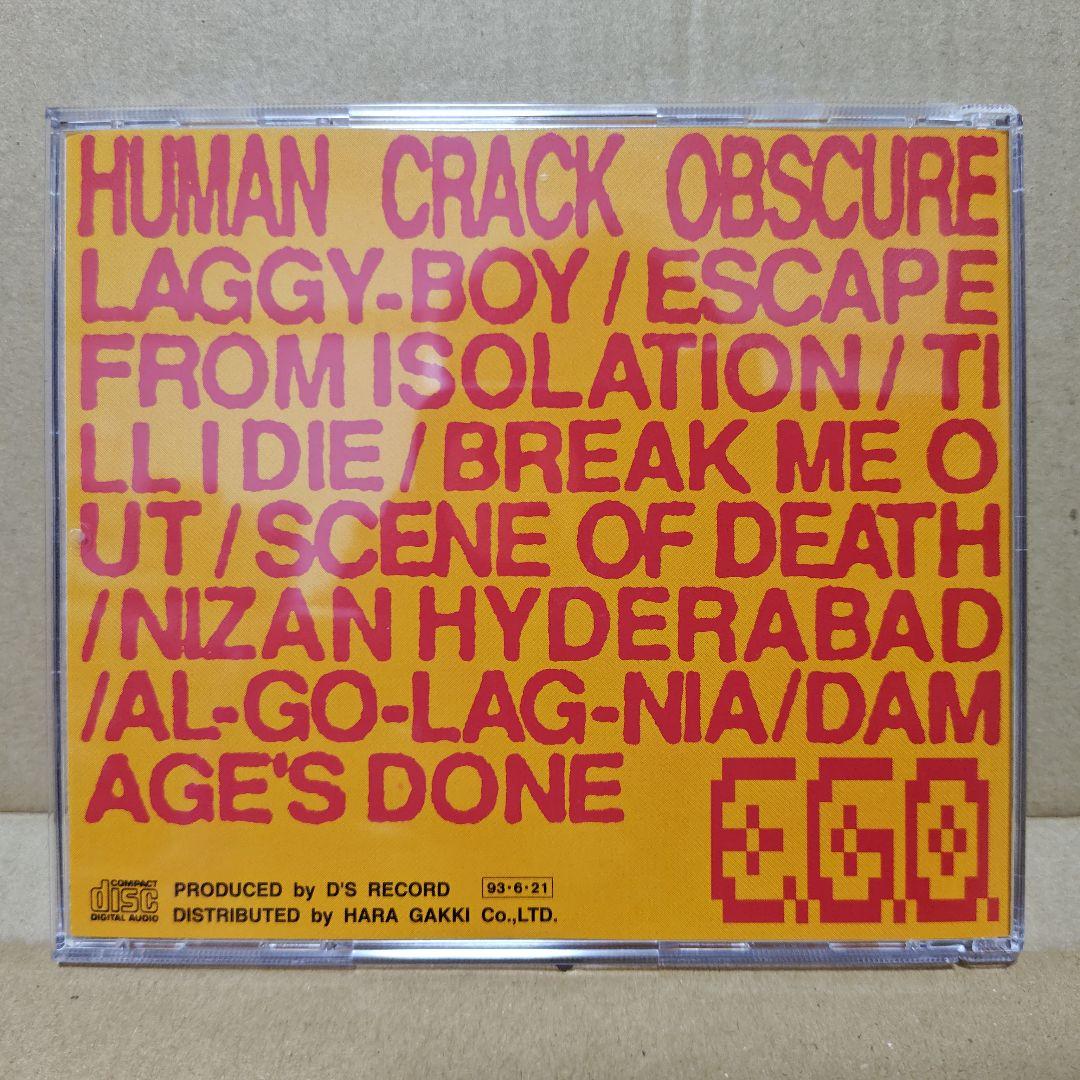 HUMAN CRACK OBSCURE
LAGGY-BOY / ESCAPE
FROM ISOLATION / TI
LL I DIE / BREAK ME O
UT / SCENE OF DEATH
/ NIZAN HYDERABAD
/AL-GO-LAG-NIA/DAM
AGE'S DONE
E.G.O.
COMPACT
disc
DIGITAL AUDIO
PRODUCED by D'S RECORD 93・6・21
DISTRIBUTED by HARA GAKKI Co.,LTD.